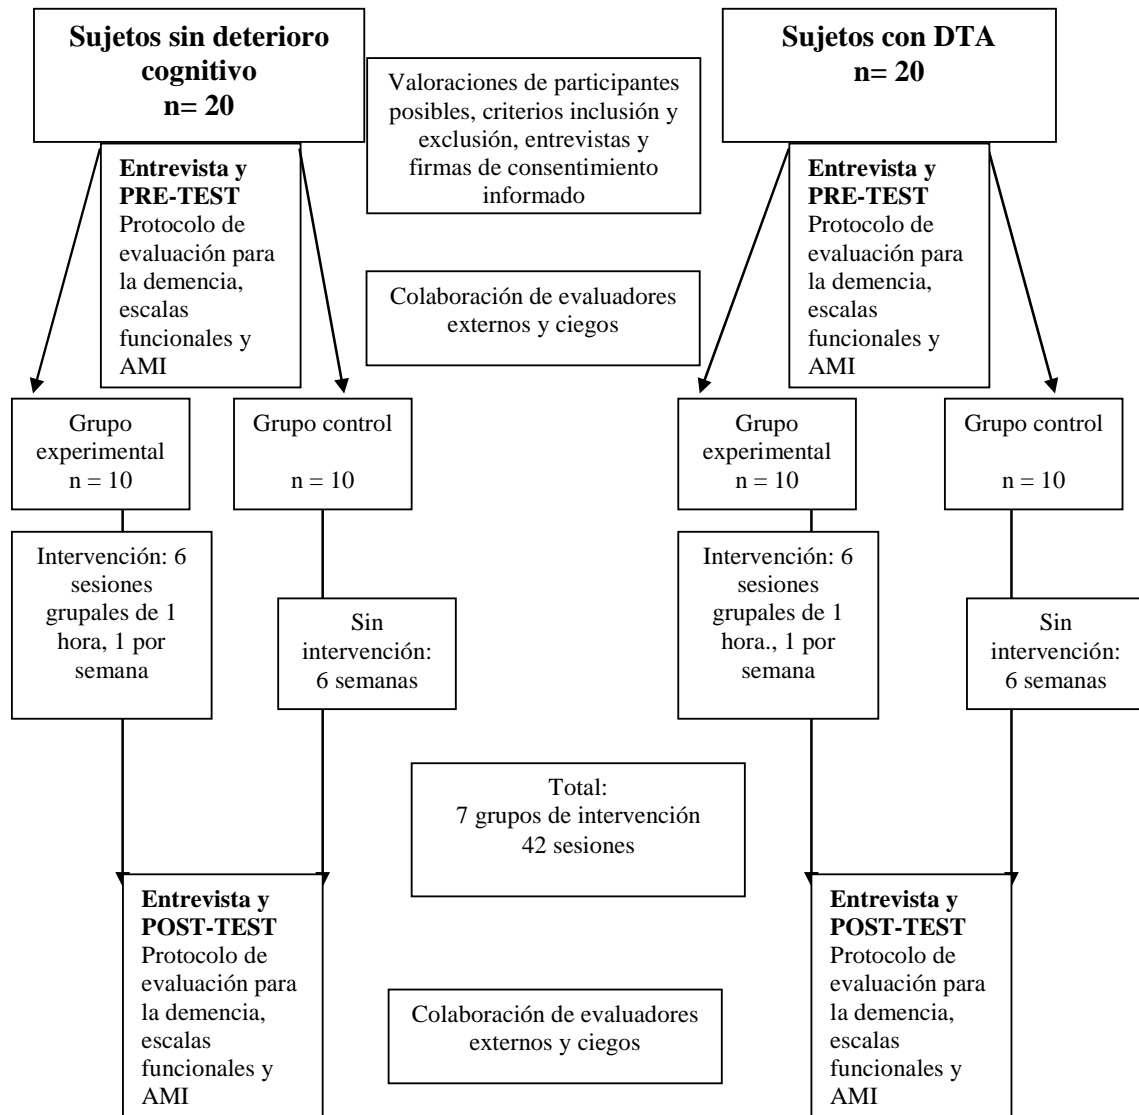 Sujetos sin deterioro
cognitivo
n= 20
Valoraciones de participantes
posibles, criterios inclusión y
exclusión, entrevistas y
firmas de consentimiento
informado
Sujetos con DTA
n= 20
Entrevista y
PRE-TEST
Protocolo de
evaluación para
la demencia,
escalas
funcionales y
AMI
Colaboración de evaluadores
externos y ciegos
Entrevista y
PRE-TEST
Protocolo de
evaluación para
la demencia,
escalas
funcionales y
AMI
Grupo
experimental
n = 10
Grupo control
n = 10
Grupo
experimental
n = 10
Grupo control
n = 10
Intervención: 6
sesiones
grupales de 1
hora, 1 por
semana
Sin
intervención:
6 semanas
Intervención: 6
sesiones
grupales de 1
hora., 1 por
semana
Sin
intervención:
6 semanas
Total:
7 grupos de intervención
42 sesiones
Entrevista y
POST-TEST
Protocolo de
evaluación para
la demencia,
escalas
funcionales y
AMI
Colaboración de evaluadores
externos y ciegos
Entrevista y
POST-TEST
Protocolo de
evaluación para
la demencia,
escalas
funcionales y
AMI